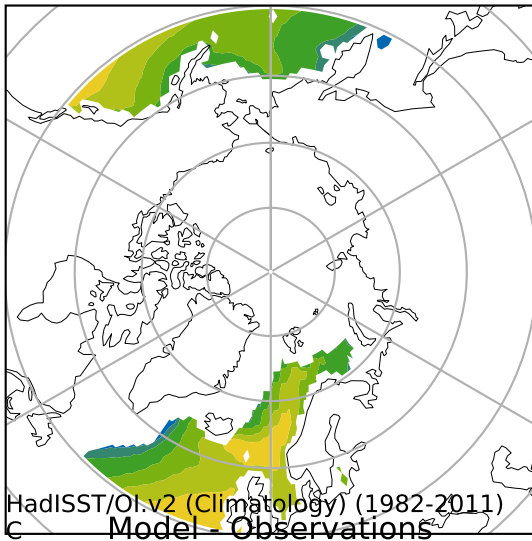 HadISST/OI.v2 (Climatology) (1982-2011)
C Model - Observations